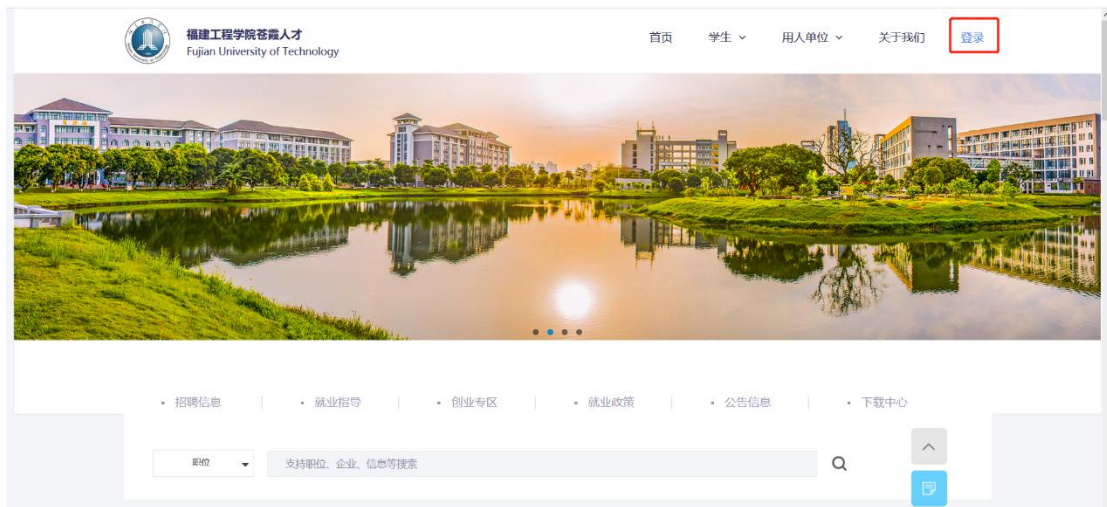 福建工程学院苍霞人才
Fujian University of Technology
首页 学生 用人单位 关于我们 登录
招聘信息 就业指导 创业专区 就业政策 公告信息 下载中心
职位 支持职位、企业、信息等搜索